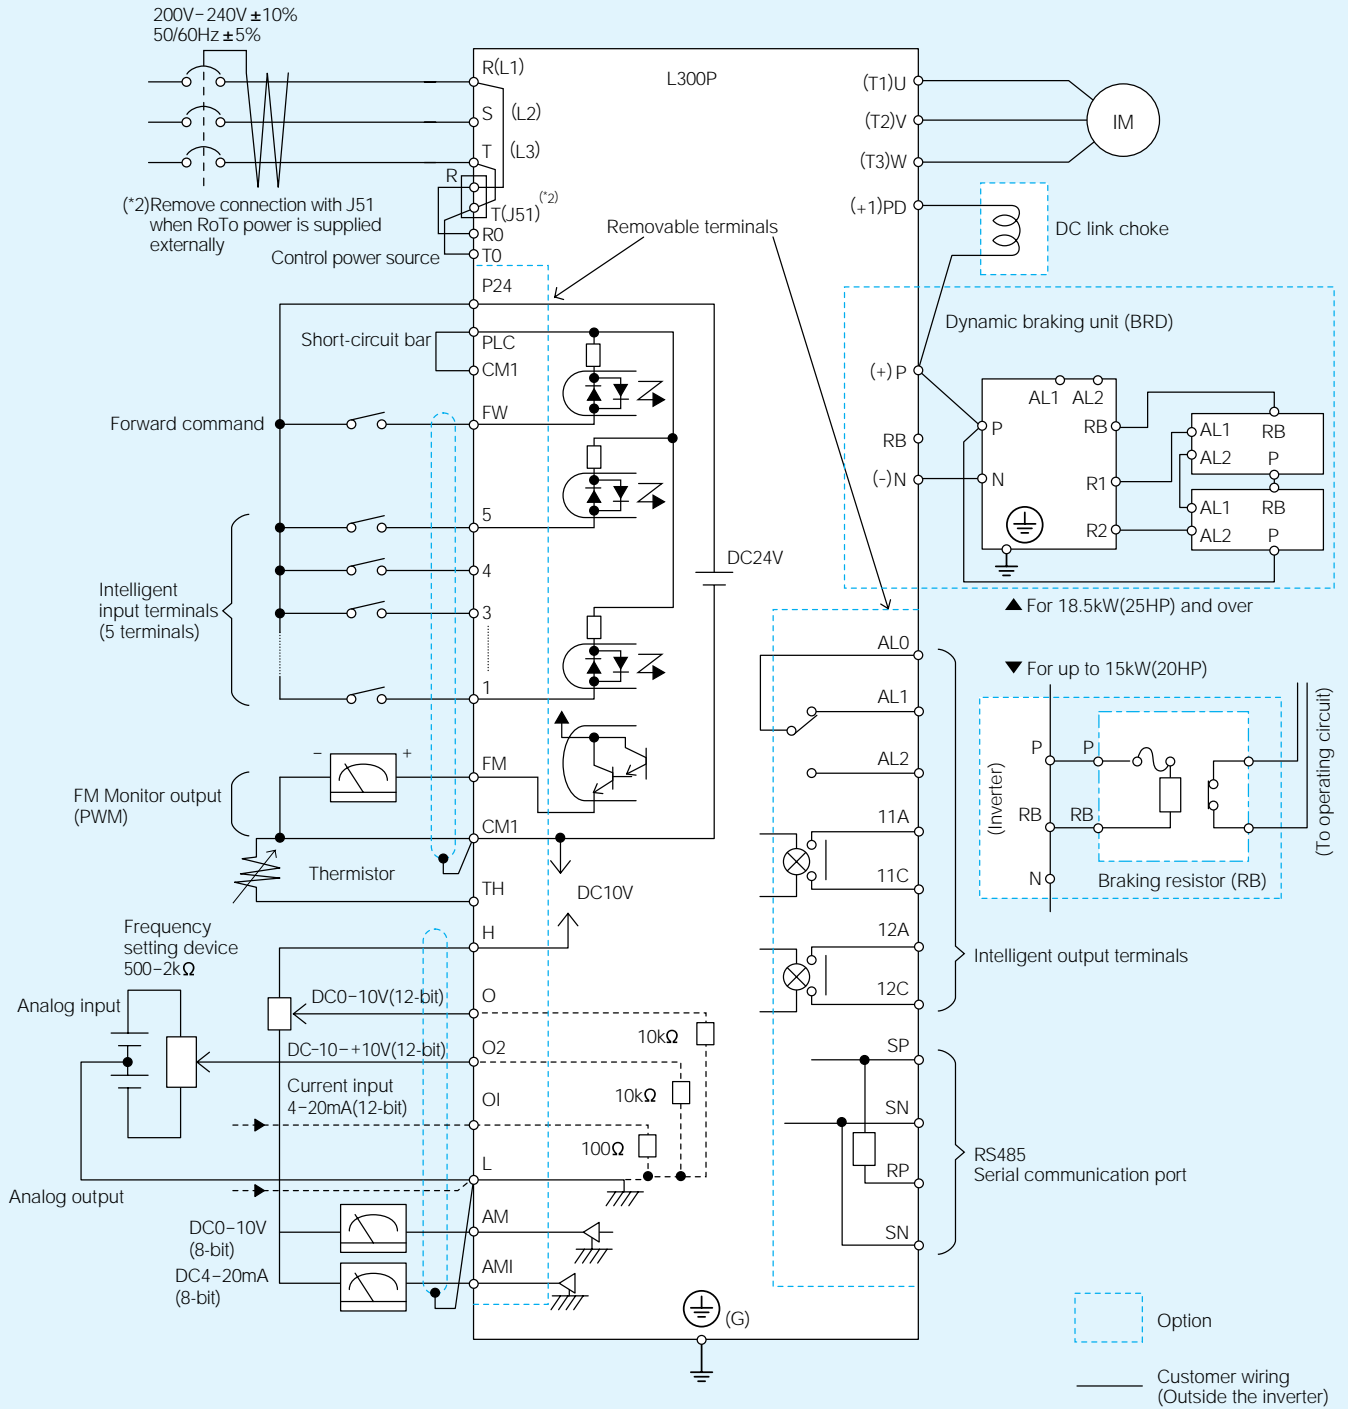 200V–240V ±10%
50/60Hz ±5%
R(L1)
S (L2)
T (L3)
R
T(J51) (*2)
R0
T0
(*2)Remove connection with J51
when RoTo power is supplied
externally
Control power source
L300P
Removable terminals
(T1)U
(T2)V
(T3)W
IM
(+1)PD
DC link choke
P24
Short-circuit bar
PLC
CM1
Forward command
FW
5
4
3
1
Intelligent
input terminals
(5 terminals)
DC24V
– +
FM Monitor output
(PWM)
FM
CM1
Thermistor
TH
DC10V
Frequency
setting device
500–2kΩ
H
Analog input
DC0–10V(12-bit)
O
10kΩ
DC-10–+10V(12-bit)
O2
10kΩ
Current input
4–20mA(12-bit)
OI
100Ω
L
Analog output
DC0–10V
(8-bit)
AM
DC4–20mA
(8-bit)
AMI
(G)
Dynamic braking unit (BRD)
(+)P
RB
(-)N
AL1 AL2
P
N
RB
R1
R2
AL1 RB
AL2 P
AL1 RB
AL2 P
▲ For 18.5kW(25HP) and over
▼ For up to 15kW(20HP)
(Inverter)
P P
RB RB
N
Braking resistor (RB)
(To operating circuit)
AL0
AL1
AL2
11A
11C
12A
12C
Intelligent output terminals
SP
SN
RP
SN
RS485
Serial communication port
Option
Customer wiring
(Outside the inverter)